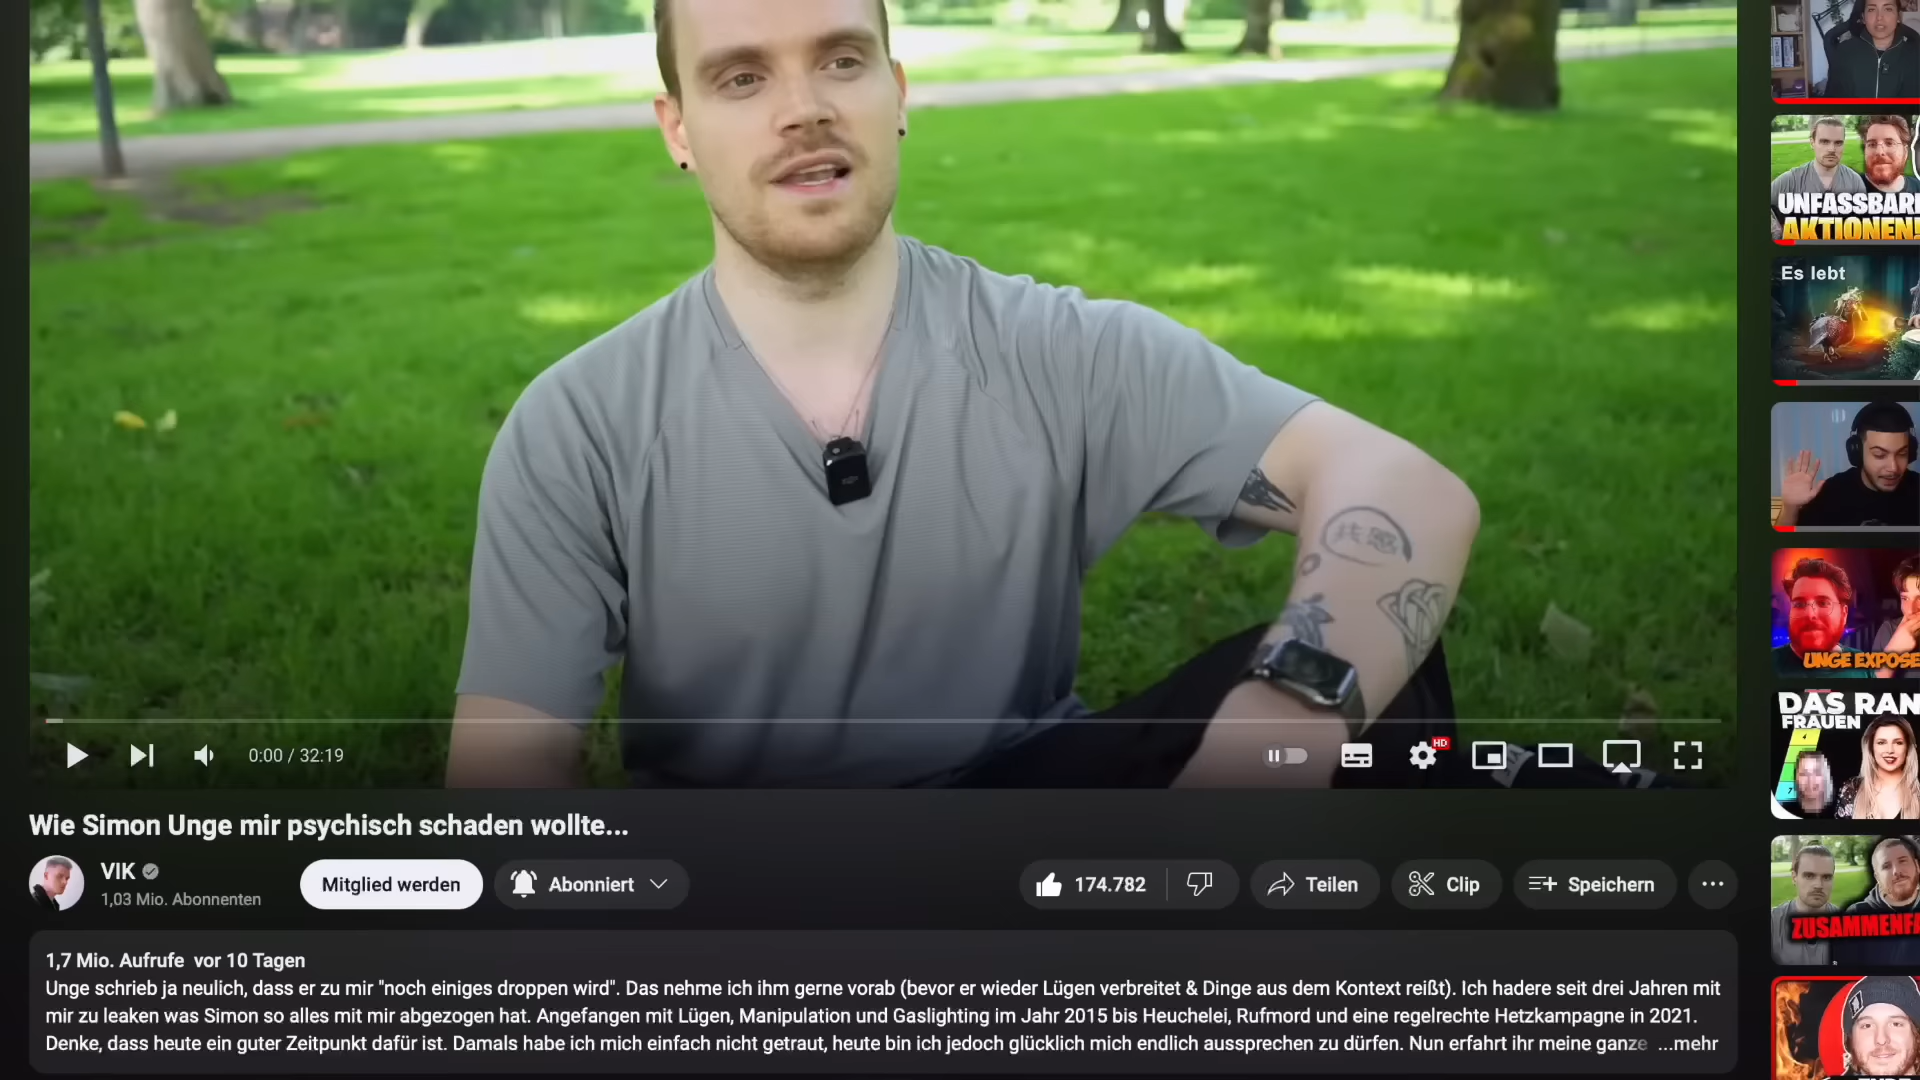 UNFASSBAR
AKTIONEN!
Es lebt
HD
0:00 / 32:19
UNGE EXPOSE
DAS RAN
FRAUEN
Wie Simon Unge mir psychisch schaden wollte...
VIK
1,03 Mio. Abonnenten
Mitglied werden
Abonniert
174.782
Teilen
Clip
Speichern
ZUSAMMENFA
1,7 Mio. Aufrufe vor 10 Tagen
Unge schrieb ja neulich, dass er zu mir "noch einiges droppen wird". Das nehme ich ihm gerne vorab (bevor er wieder Lügen verbreitet & Dinge aus dem Kontext reißt). Ich hadere seit drei Jahren mit
mir zu leaken was Simon so alles mit mir abgezogen hat. Angefangen mit Lügen, Manipulation und Gaslighting im Jahr 2015 bis Heuchelei, Rufmord und eine regelrechte Hetzkampagne in 2021.
Denke, dass heute ein guter Zeitpunkt dafür ist. Damals habe ich mich einfach nicht getraut, heute bin ich jedoch glücklich mich endlich aussprechen zu dürfen. Nun erfahrt ihr meine ganze ...mehr